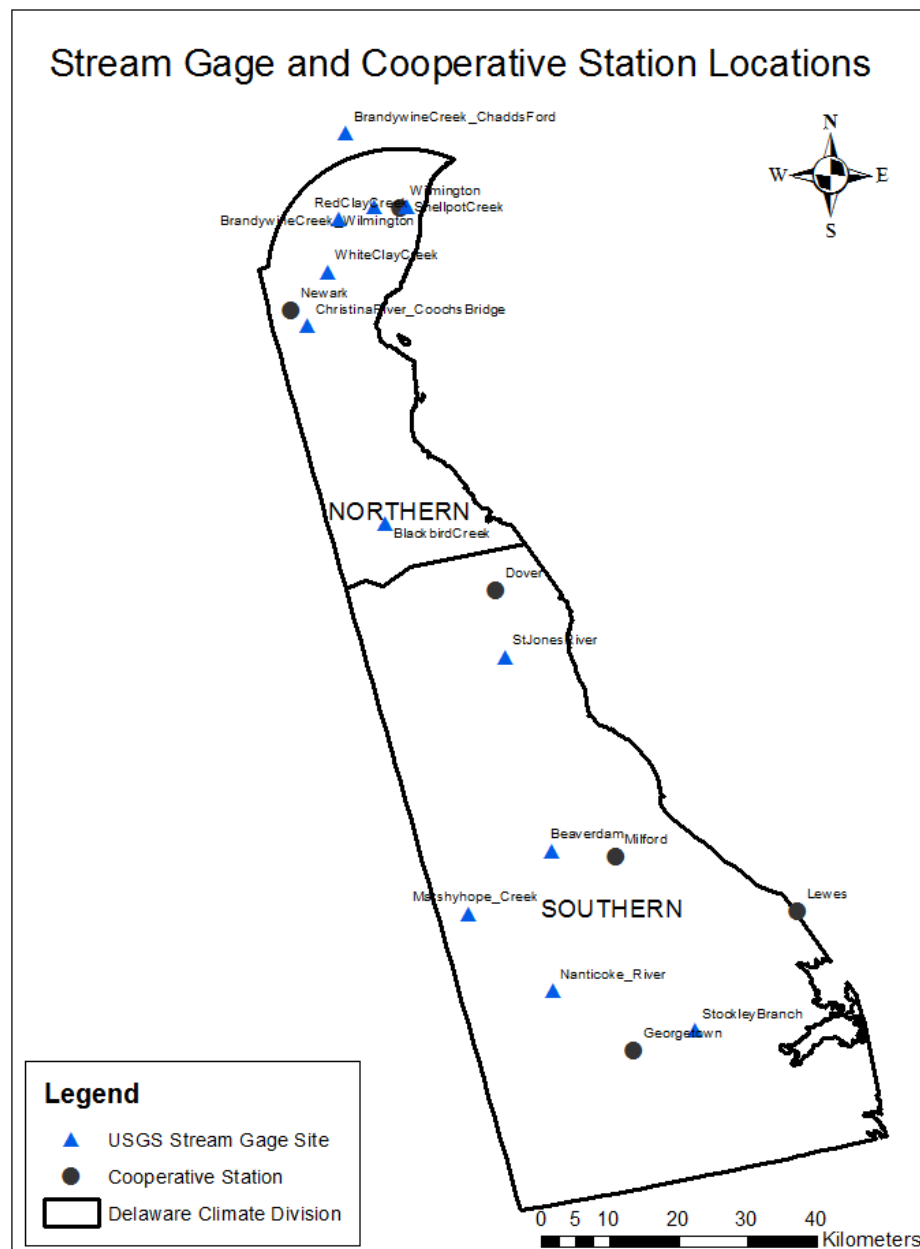 Stream Gage and Cooperative Station Locations
BrandywineCreek_ChaddsFord
N
W
E
S
Wilmington
RedClayCreek
ShellpotCreek
BrandywineCreek_Wilmington
WhiteClayCreek
Newark
ChristinaRiver_CoochsBridge
NORTHERN
BlackbirdCreek
Dover
StJonesRiver
Beaverdam
Milford
Marshyhope_Creek
Lewes
SOUTHERN
Nanticoke_River
StockleyBranch
Georgetown
Legend
USGS Stream Gage Site
Cooperative Station
Delaware Climate Division
0 5 10 20 30 40
Kilometers